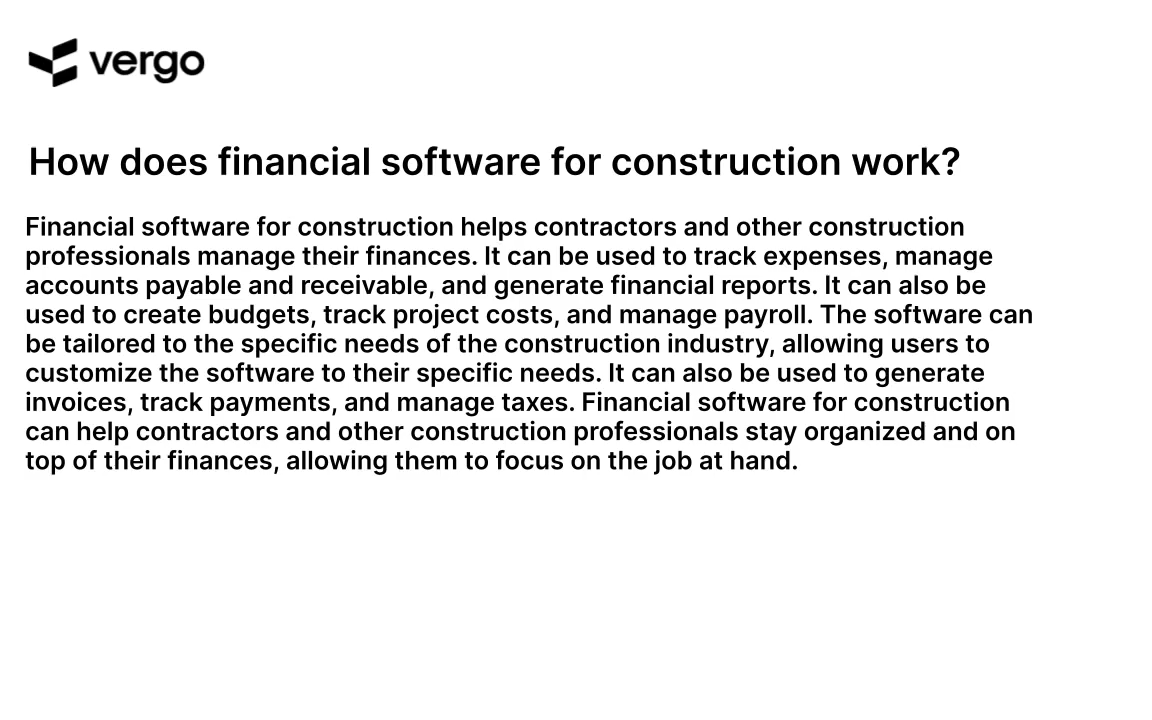 vergo
How does financial software for construction work?
Financial software for construction helps contractors and other construction
professionals manage their finances. It can be used to track expenses, manage
accounts payable and receivable, and generate financial reports. It can also be
used to create budgets, track project costs, and manage payroll. The software can
be tailored to the specific needs of the construction industry, allowing users to
customize the software to their specific needs. It can also be used to generate
invoices, track payments, and manage taxes. Financial software for construction
can help contractors and other construction professionals stay organized and on
top of their finances, allowing them to focus on the job at hand.